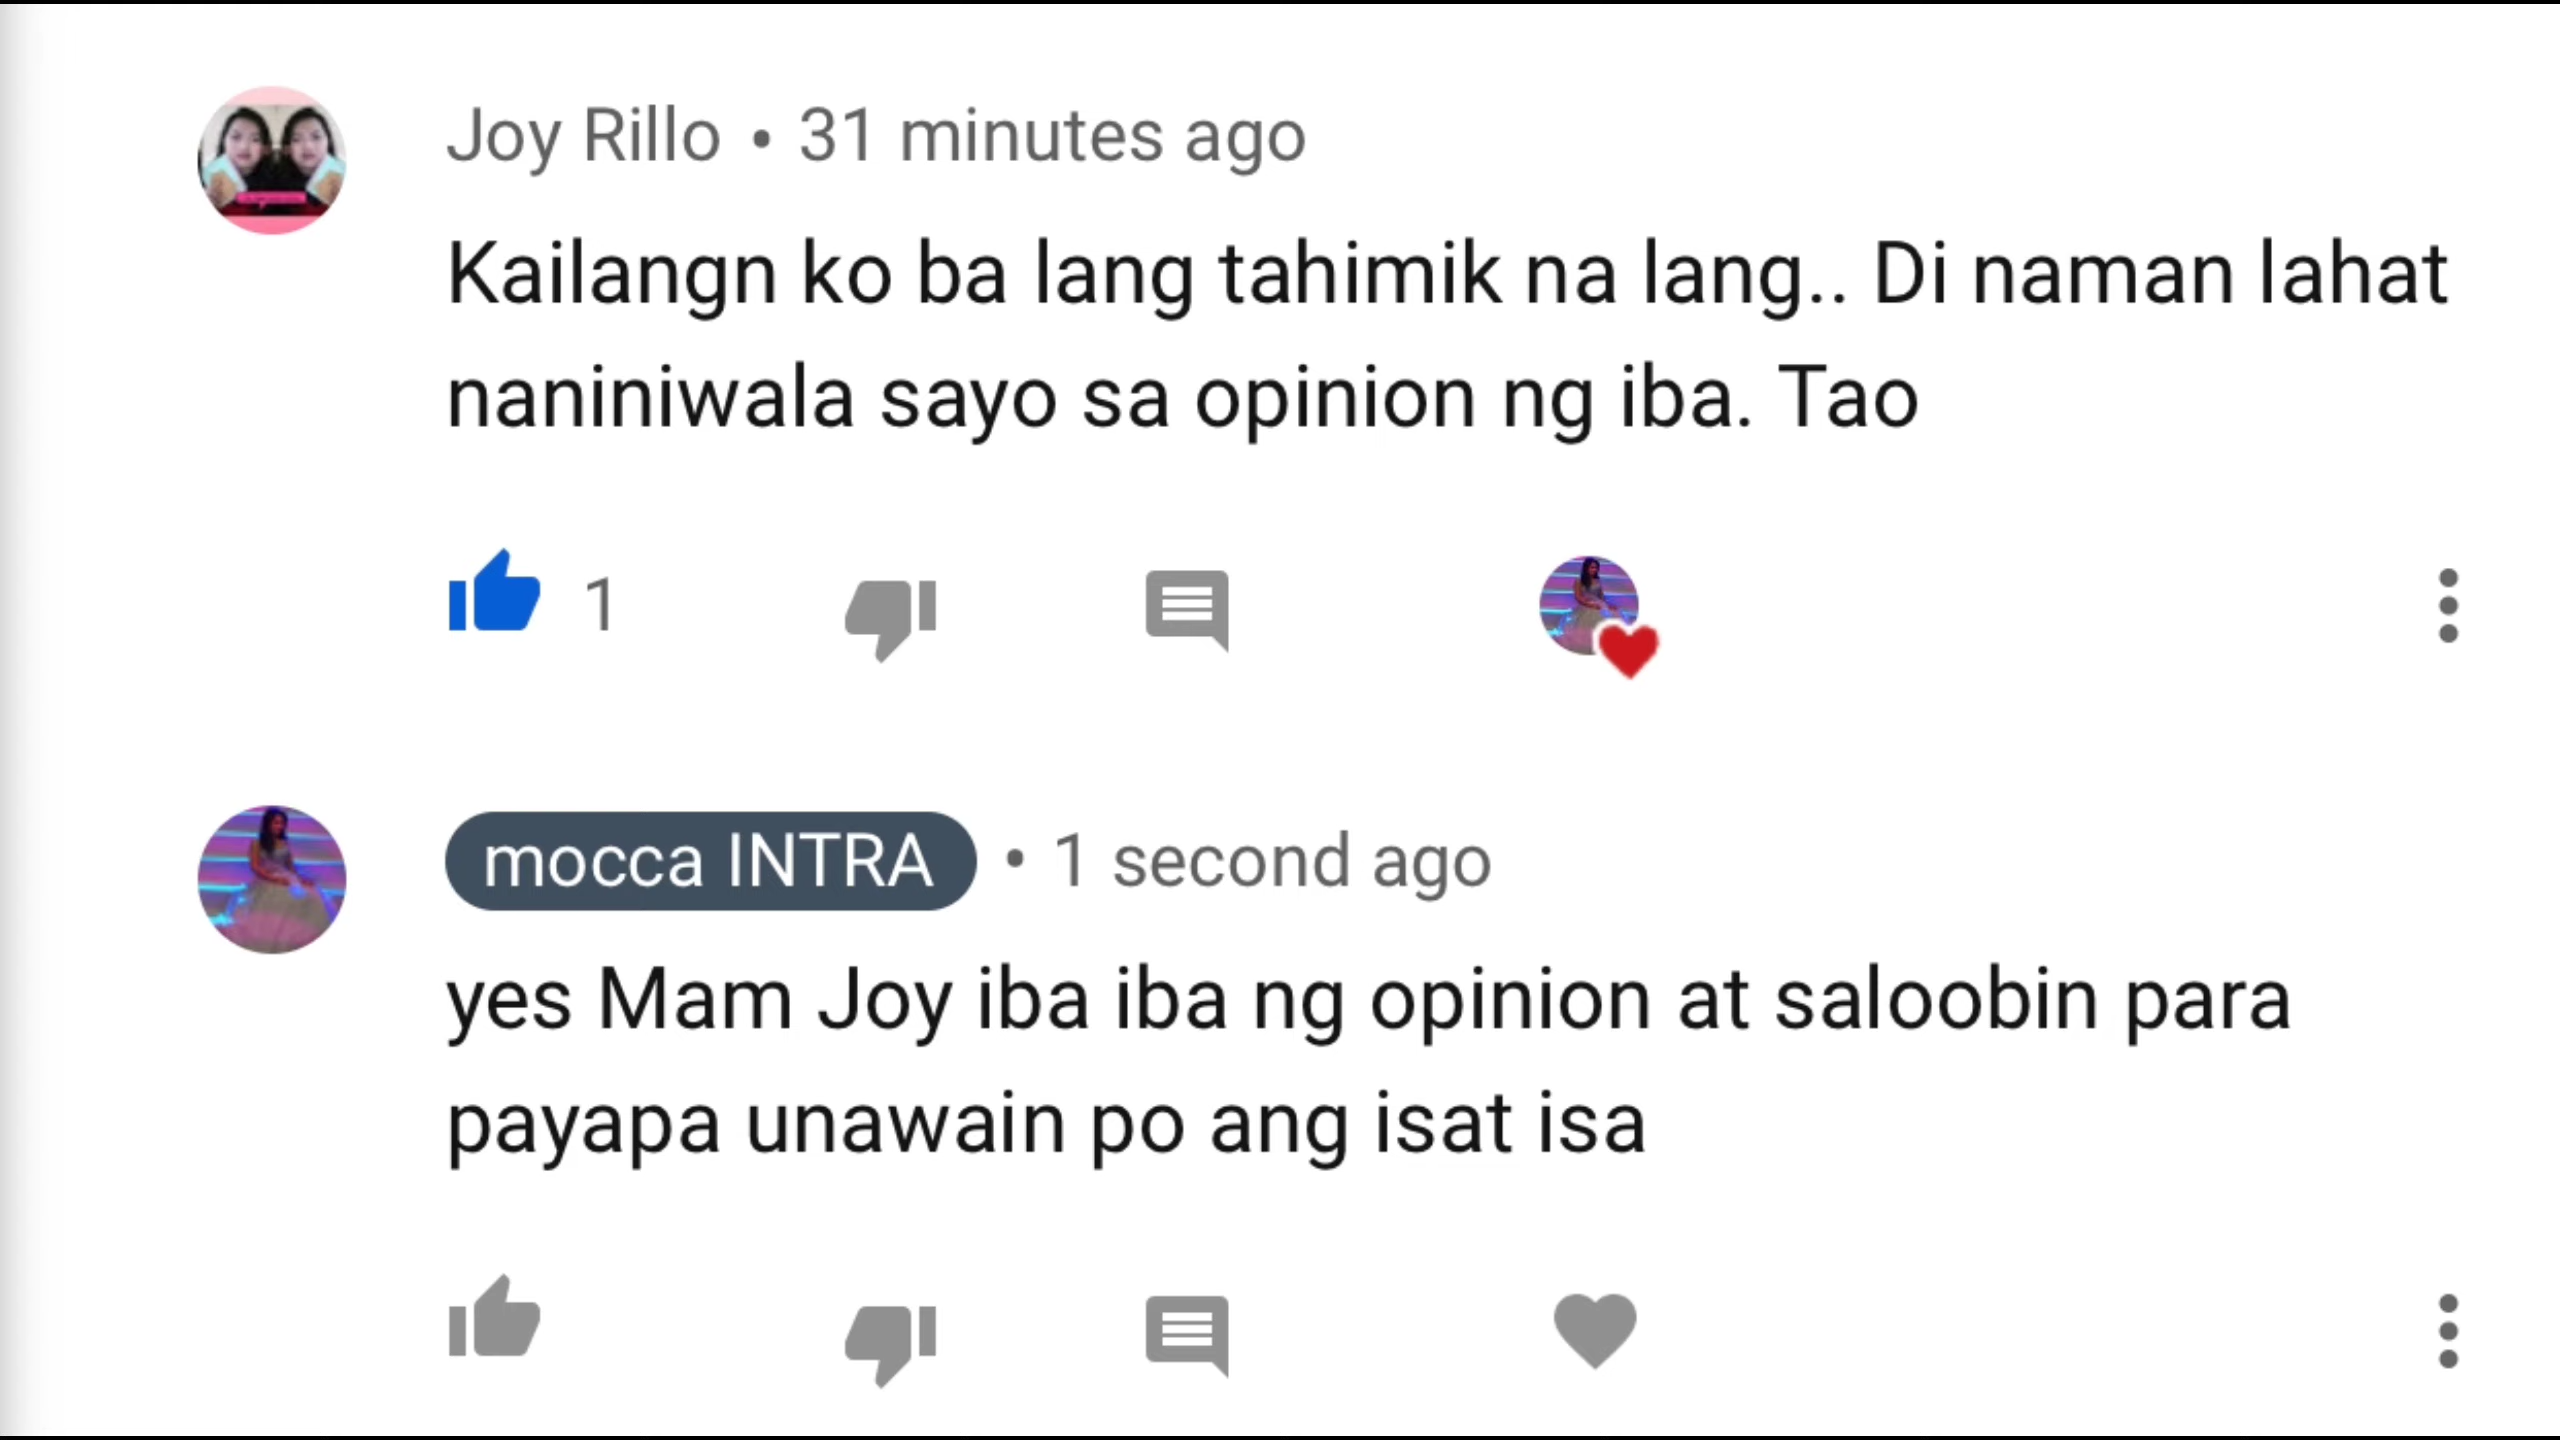 Joy Rillo • 31 minutes ago
Kailangn ko ba lang tahimik na lang.. Di naman lahat
naniniwala sayo sa opinion ng iba. Tao
1
mocca INTRA • 1 second ago
yes Mam Joy iba iba ng opinion at saloobin para
payapa unawain po ang isat isa